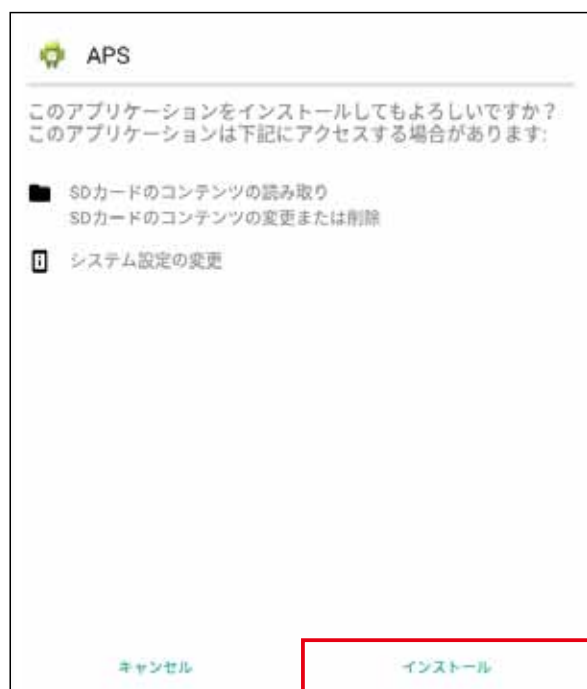 APS
このアプリケーションをインストールしてもよろしいですか？
このアプリケーションは下記にアクセスする場合があります:
SDカードのコンテンツの読み取り
SDカードのコンテンツの変更または削除
システム設定の変更
キャンセル
インストール